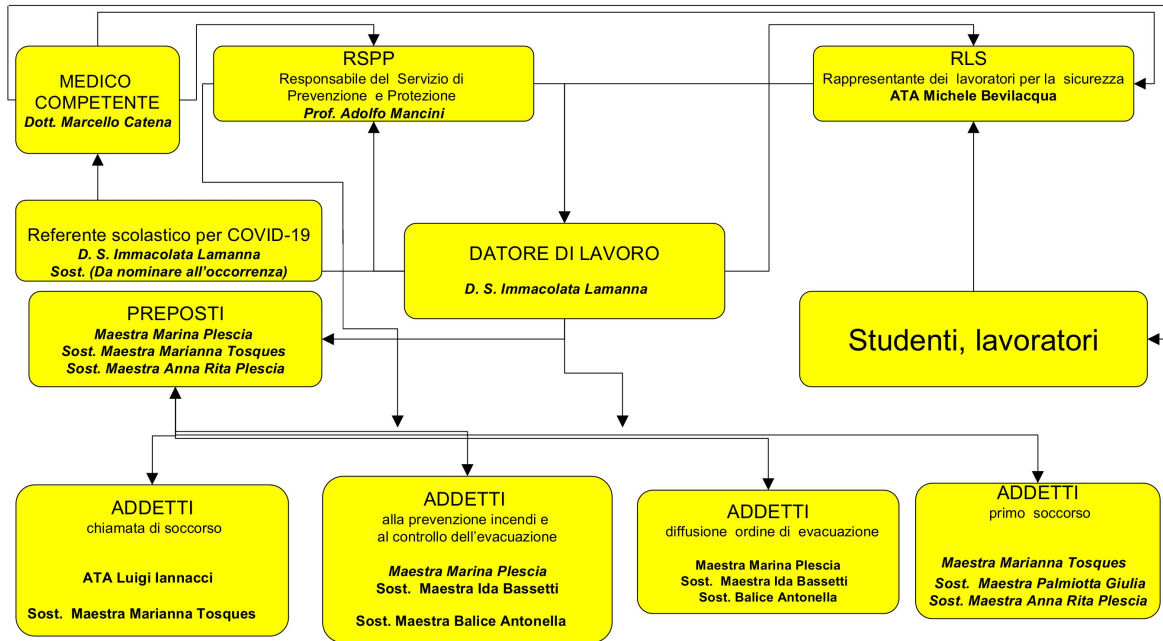 MEDICO
COMPETENTE
Dott. Marcello Catena
RSPP
Responsabile del Servizio di
Prevenzione e Protezione
Prof. Adolfo Mancini
RLS
Rappresentante dei lavoratori per la sicurezza
ATA Michele Bevilacqua
Referente scolastico per COVID-19
D. S. Immacolata Lamanna
Sost. (Da nominare all'occorrenza)
DATORE DI LAVORO
D. S. Immacolata Lamanna
PREPOSTI
Maestra Marina Plescia
Sost. Maestra Marianna Tosques
Sost. Maestra Anna Rita Plescia
Studenti, lavoratori
ADDETTI
chiamata di soccorso
ATA Luigi Iannacci
Sost. Maestra Marianna Tosques
ADDETTI
alla prevenzione incendi e
al controllo dell'evacuazione
Maestra Marina Plescia
Sost. Maestra Ida Bassetti
Sost. Maestra Balice Antonella
ADDETTI
diffusione ordine di evacuazione
Maestra Marina Plescia
Sost. Maestra Ida Bassetti
Sost. Balice Antonella
ADDETTI
primo soccorso
Maestra Marianna Tosques
Sost. Maestra Palmiotta Giulia
Sost. Maestra Anna Rita Plescia